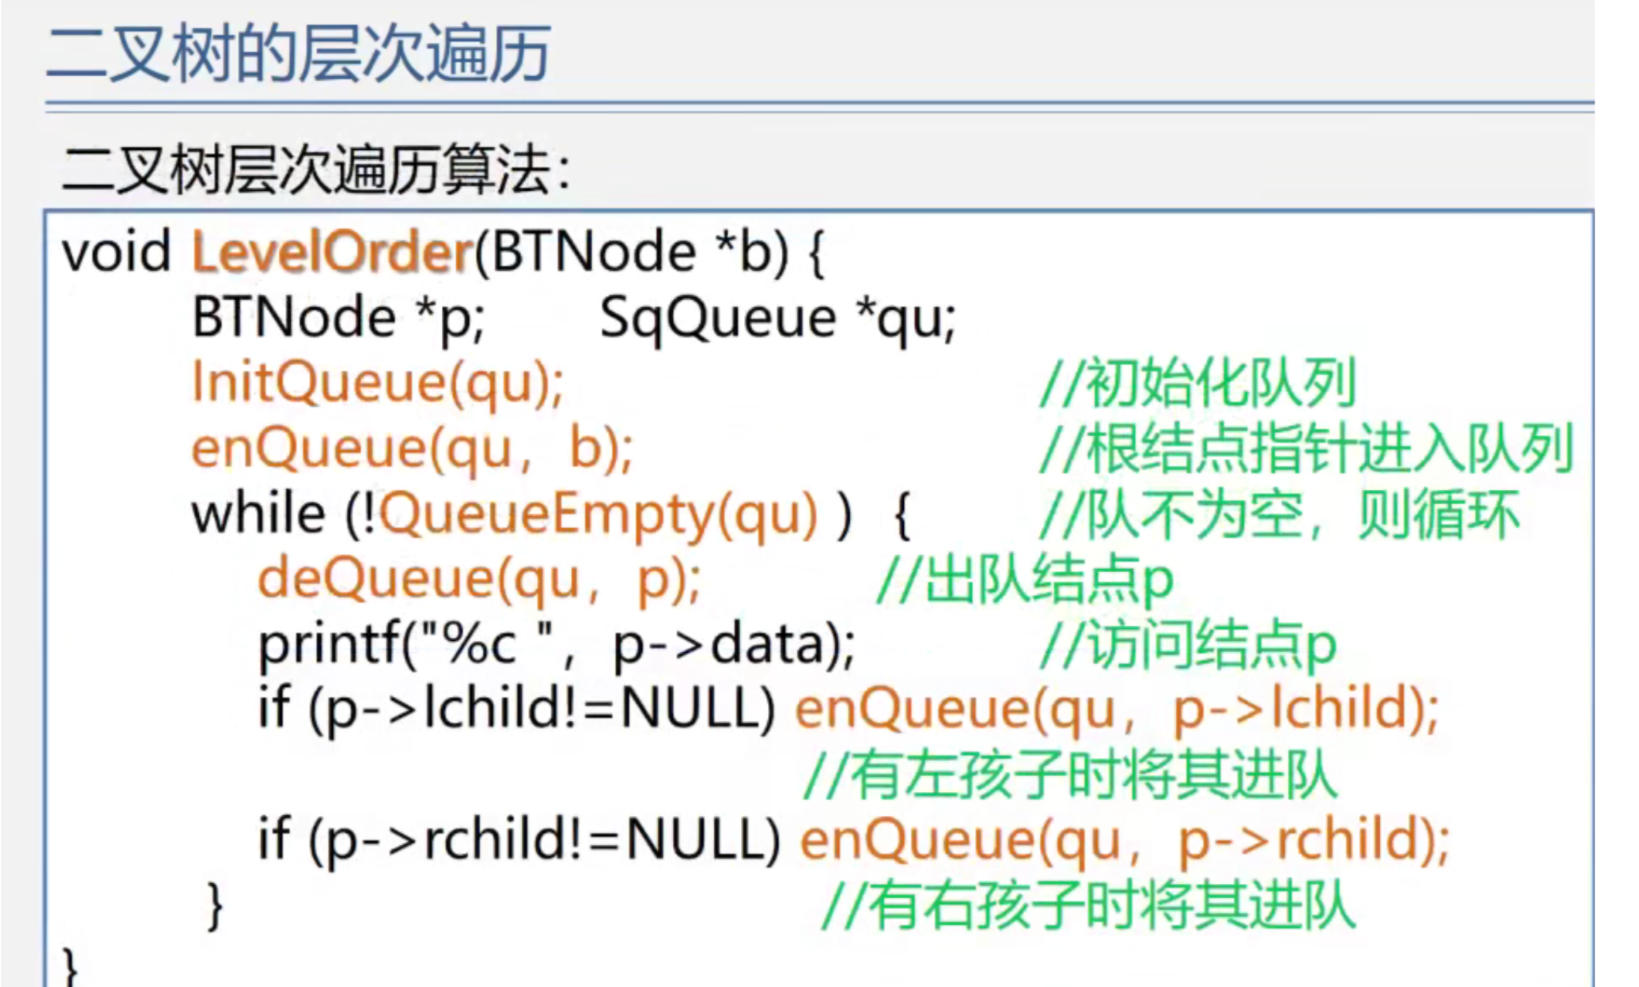 二叉树的层次遍历
二叉树层次遍历算法：
void LevelOrder(BTNode *b) {
BTNode *p; SqQueue *qu;
InitQueue(qu); //初始化队列
enQueue(qu，b); //根结点指针进入队列
while (!QueueEmpty(qu) ) { //队不为空，则循环
deQueue(qu，p); //出队结点p
printf("%c "，p->data); //访问结点p
if (p->lchild!=NULL) enQueue(qu，p->lchild);
//有左孩子时将其进队
if (p->rchild!=NULL) enQueue(qu，p->rchild);
} //有右孩子时将其进队
}